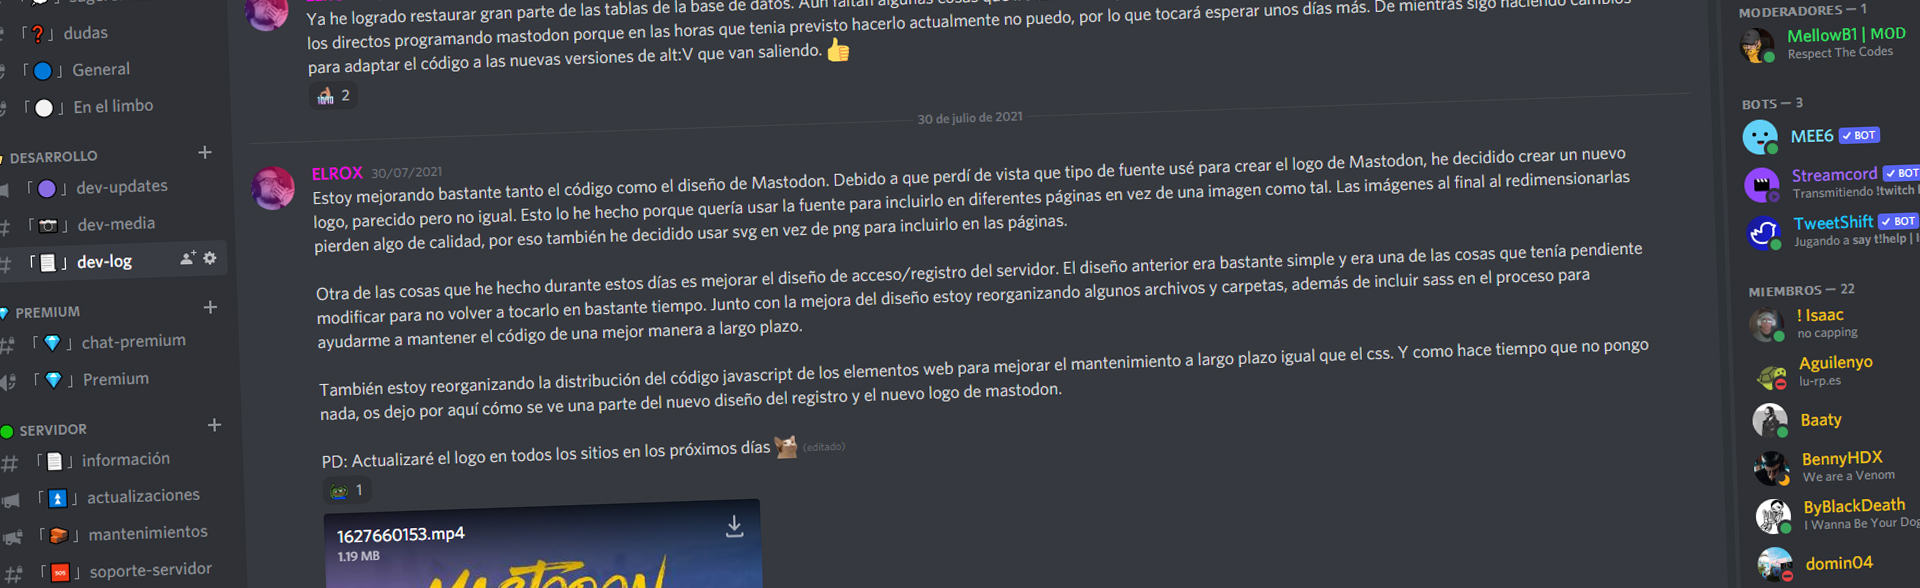 dudas
General
En el limbo
DESARROLLO
dev-updates
dev-media
dev-log
PREMIUM
chat-premium
Premium
SERVIDOR
información
actualizaciones
mantenimientos
soporte-servidor
Ya he logrado restaurar gran parte de las tablas de la base de datos. Aún faltan algunas
los directos programando mastodon porque en las horas que tenia previsto hacerlo actualmente no puedo, por lo que tocará esperar unos días más. De mientras sigo haciendo cambios
para adaptar el código a las nuevas versiones de alt:V que van saliendo. 👍
2
30 de julio de 2021
ELROX 30/07/2021
Estoy mejorando bastante tanto el código como el diseño de Mastodon. Debido a que perdí de vista que tipo de fuente usé para crear el logo de Mastodon, he decidido crear un nuevo
logo, parecido pero no igual. Esto lo he hecho porque quería usar la fuente para incluirlo en diferentes páginas en vez de una imagen como tal. Las imágenes al final al redimensionarlas
pierden algo de calidad, por eso también he decidido usar svg en vez de png para incluirlo en las páginas.
Otra de las cosas que he hecho durante estos días es mejorar el diseño de acceso/registro del servidor. El diseño anterior era bastante simple y era una de las cosas que tenía pendiente
modificar para no volver a tocarlo en bastante tiempo. Junto con la mejora del diseño estoy reorganizando algunos archivos y carpetas, además de incluir sass en el proceso para
ayudarme a mantener el código de una mejor manera a largo plazo.
También estoy reorganizando la distribución del código javascript de los elementos web para mejorar el mantenimiento a largo plazo igual que el css. Y como hace tiempo que no pongo
nada, os dejo por aquí cómo se ve una parte del nuevo diseño del registro y el nuevo logo de mastodon.
PD: Actualizaré el logo en todos los sitios en los próximos días (editado)
1
1627660153.mp4
1.19 MB
MASTODON
MODERADORES — 1
MellowB1 | MOD
Respect The Codes
BOTS — 3
MEE6 ✓ BOT
Streamcord ✓ BOT
Transmitiendo !twitch
TweetShift ✓ BOT
Jugando a say t!help |
MIEMBROS — 22
! Isaac
no capping
Aguilenyo
lu-rp.es
Baaty
BennyHDX
We are a Venom
ByBlackDeath
I Wanna Be Your Dog
domin04